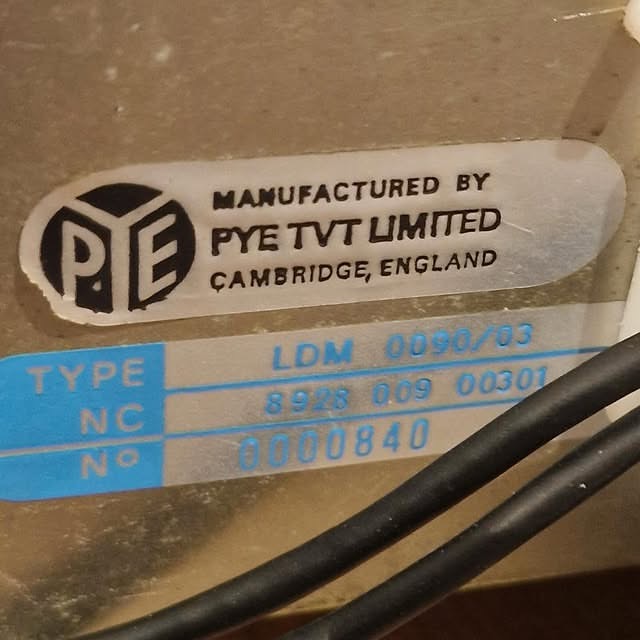 PYE
MANUFACTURED BY
PYE TVT LIMITED
CAMBRIDGE, ENGLAND
TYPE LDM 0090/03
NC 8928 009 00301
No 0000840